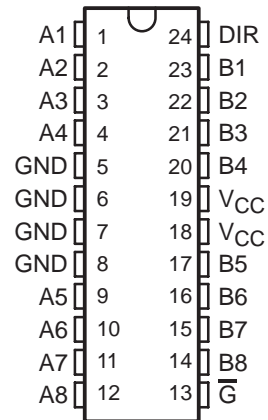 A1 1 24 DIR
A2 2 23 B1
A3 3 22 B2
A4 4 21 B3
GND 5 20 B4
GND 6 19 VCC
GND 7 18 VCC
GND 8 17 B5
A5 9 16 B6
A6 10 15 B7
A7 11 14 B8
A8 12 13 G̅